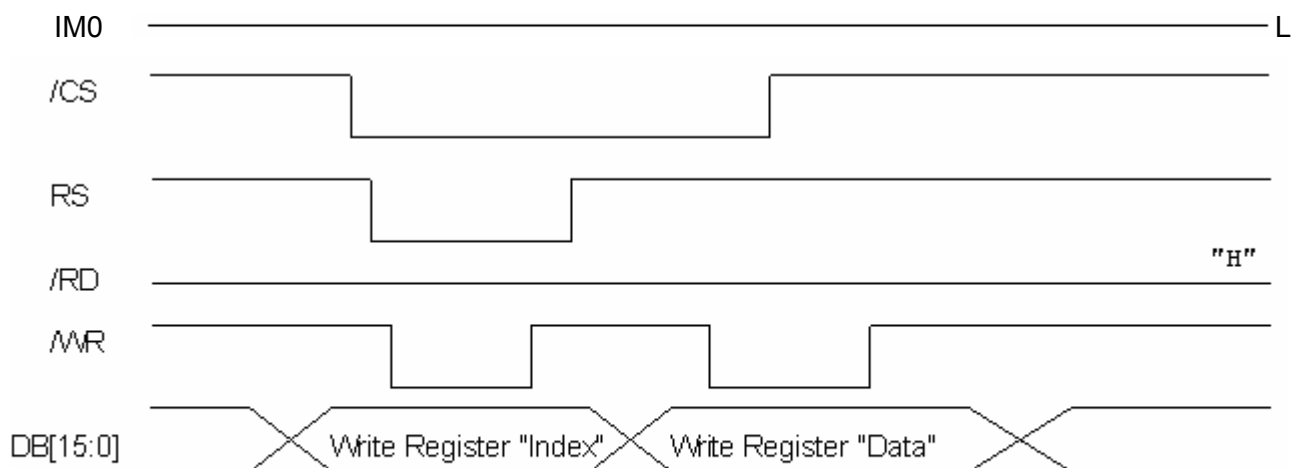 IM0 L
/CS
RS
"H"
/RD
/WR
DB[15:0] Write Register "Index" Write Register "Data"